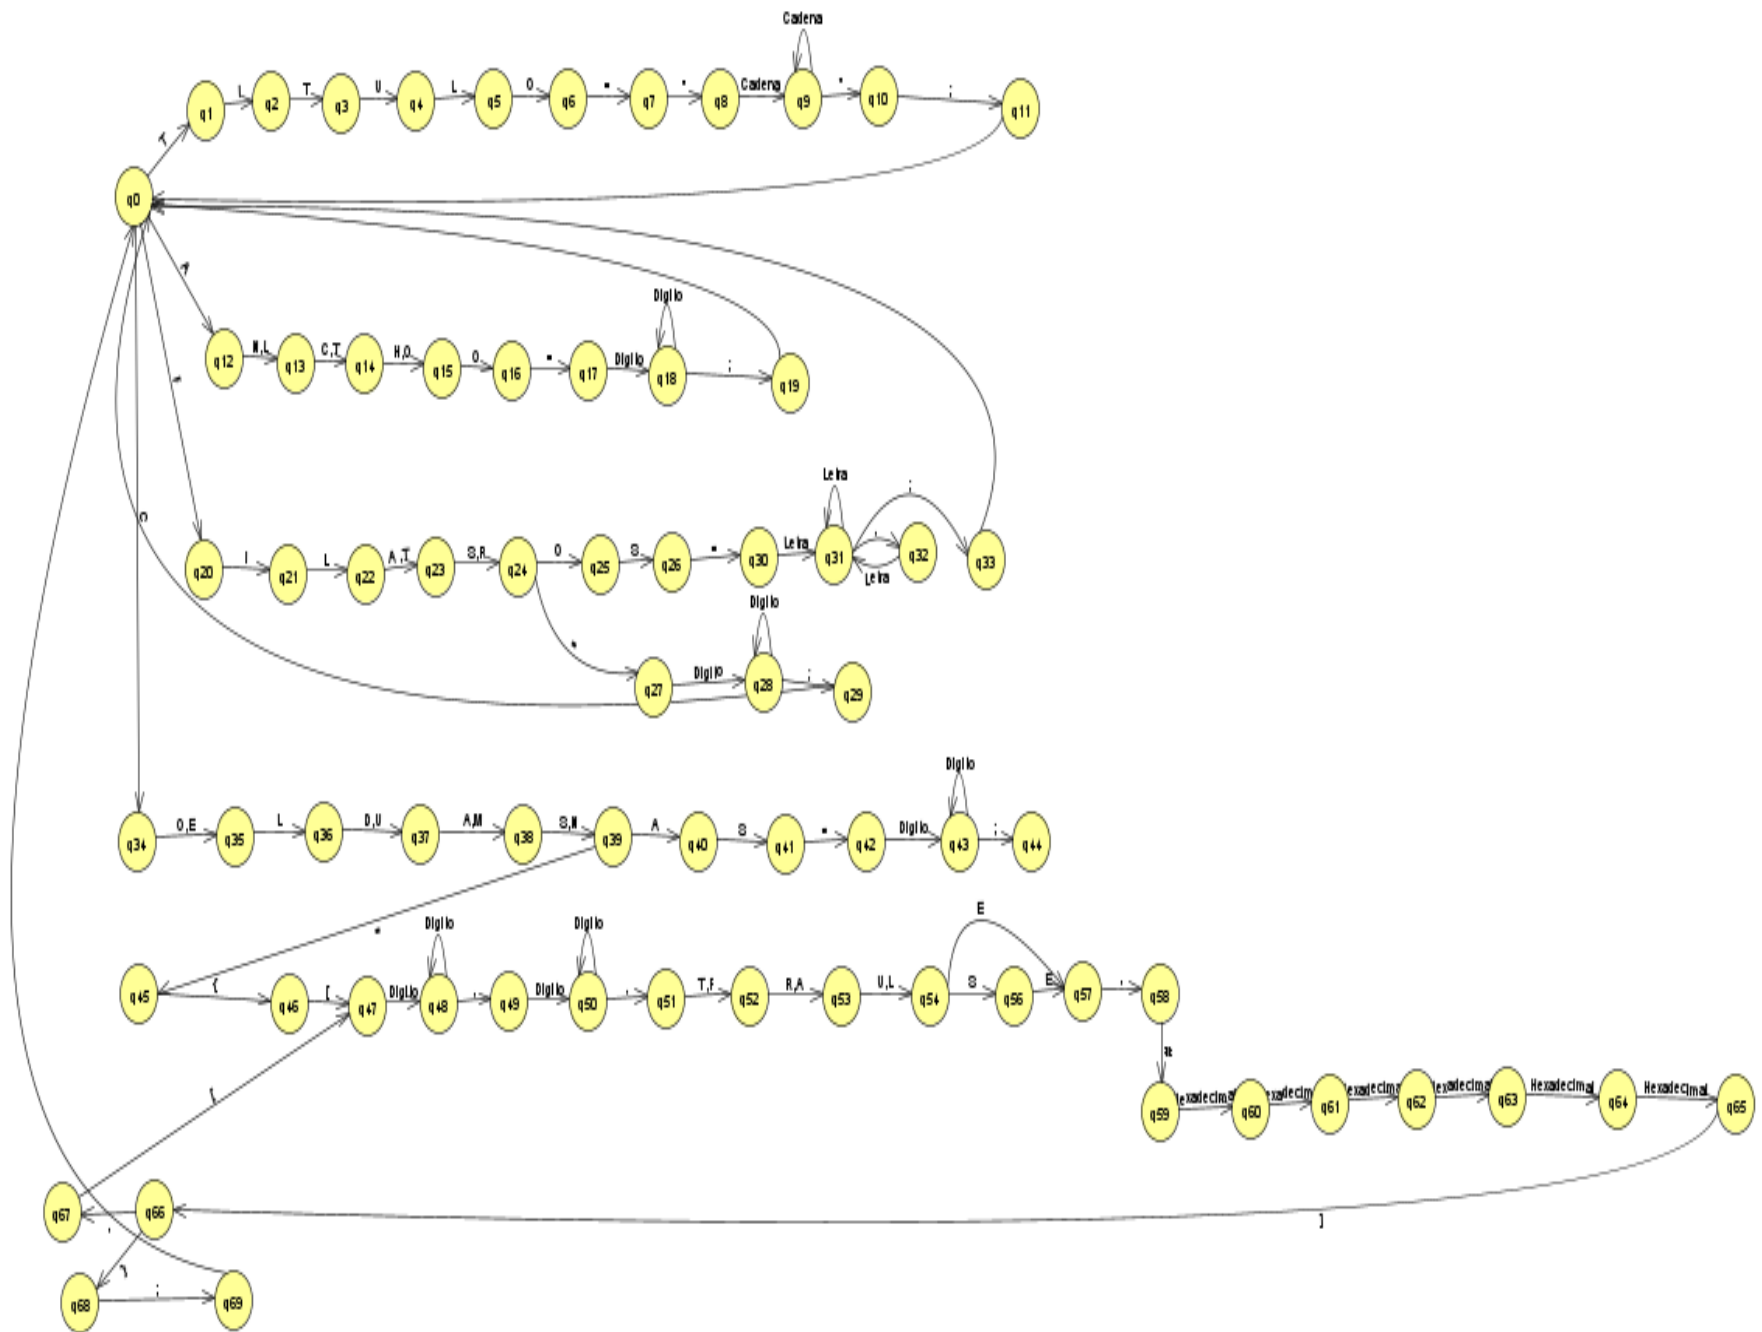 Cadena
T L T U L O = " Cadena " ;
q0 q1 q2 q3 q4 q5 q6 q7 q8 q9 q10 q11
A
Digito
N,L C,T H,O O = Digito ;
q12 q13 q14 q15 q16 q17 q18 q19
Letra
I L A,T S,R O S = Letra , ;
q20 q21 q22 q23 q24 q25 q26 q30 q31 q32 q33
Letra
Digito
= Digito ;
q27 q28 q29
C
Digito
O,E L D,U A,M S,N A S = Digito ;
q34 q35 q36 q37 q38 q39 q40 q41 q42 q43 q44
E
= Digito Digito
{ [ Digito , Digito , T,F R,A U,L S E ,
q45 q46 q47 q48 q49 q50 q51 q52 q53 q54 q56 q57 q58
#
Hexadecimal Hexadecimal Hexadecimal Hexadecimal Hexadecimal Hexadecimal
q59 q60 q61 q62 q63 q64 q65
[
q67 q66
, ]
}
;
q68 q69